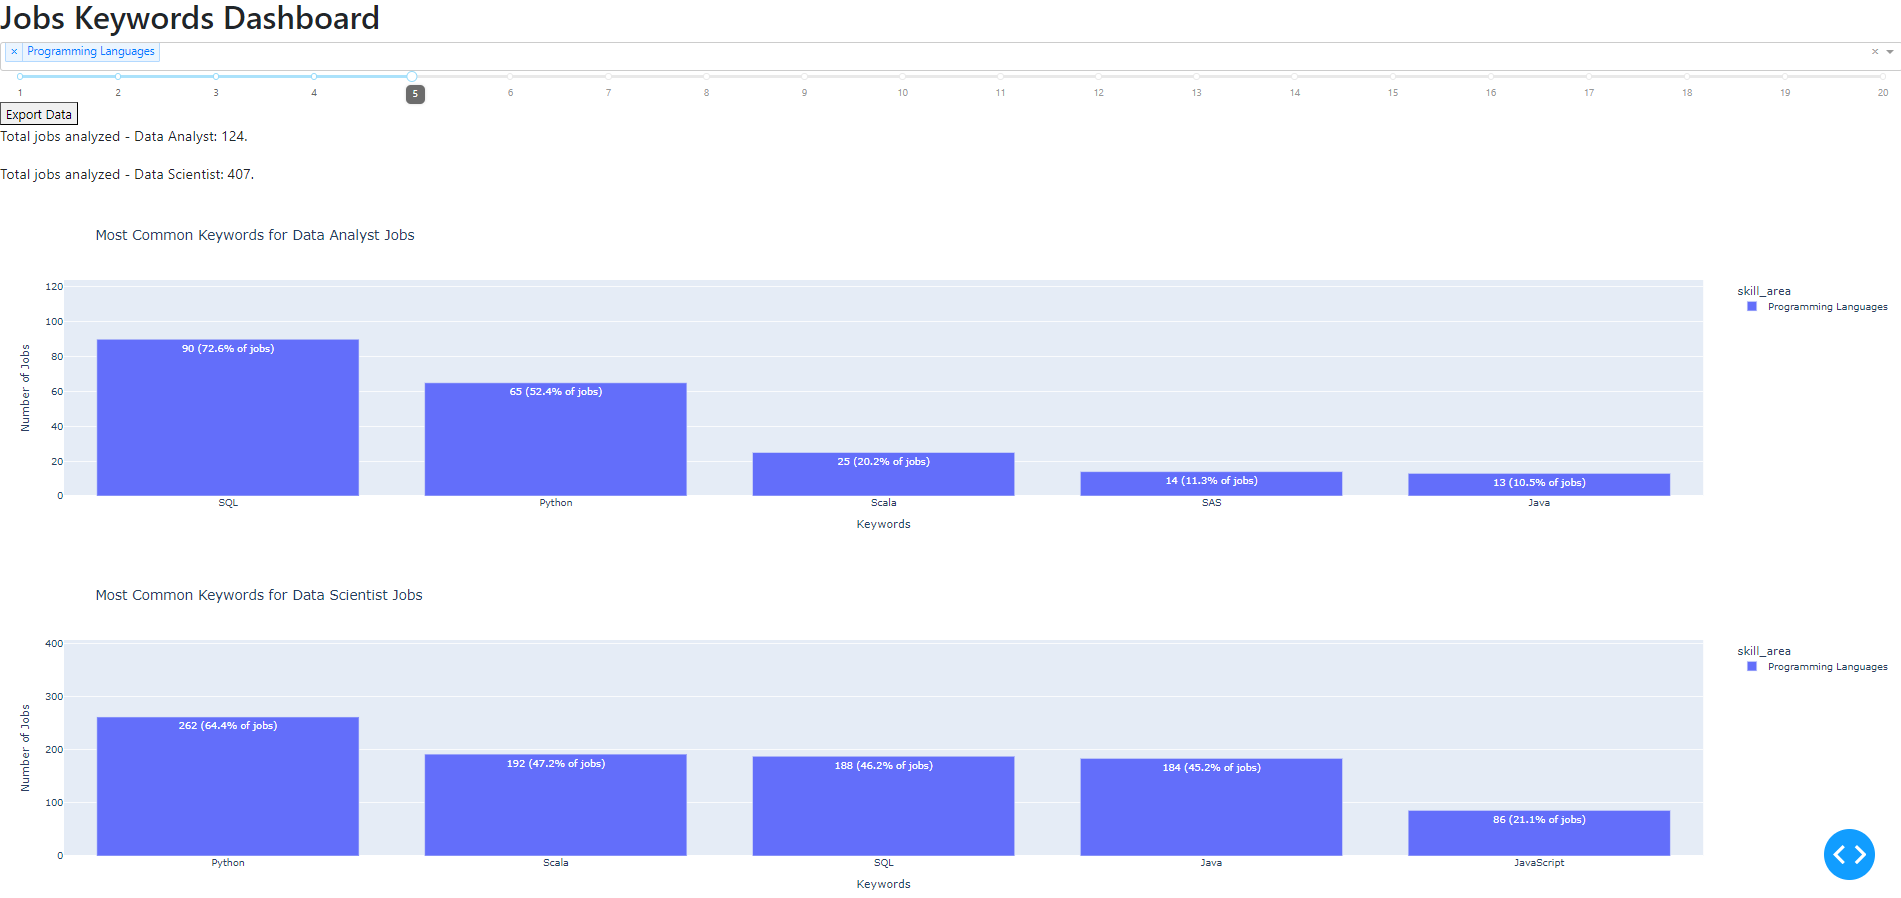 Jobs Keywords Dashboard
× Programming Languages ×
1 2 3 4 5 6 7 8 9 10 11 12 13 14 15 16 17 18 19 20
Export Data
Total jobs analyzed - Data Analyst: 124.
Total jobs analyzed - Data Scientist: 407.
Most Common Keywords for Data Analyst Jobs
Number of Jobs
120
100
80
60
40
20
0
90 (72.6% of jobs)
65 (52.4% of jobs)
25 (20.2% of jobs)
14 (11.3% of jobs)
13 (10.5% of jobs)
SQL Python Scala SAS Java
Keywords
skill_area
Programming Languages
Most Common Keywords for Data Scientist Jobs
Number of Jobs
400
300
200
100
0
262 (64.4% of jobs)
192 (47.2% of jobs)
188 (46.2% of jobs)
184 (45.2% of jobs)
86 (21.1% of jobs)
Python Scala SQL Java JavaScript
Keywords
skill_area
Programming Languages